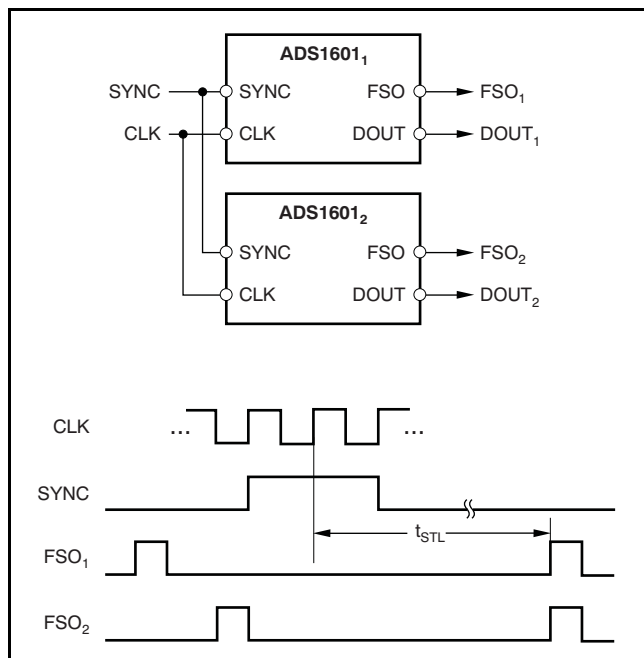 ADS1601₁
SYNC SYNC FSO FSO₁
CLK CLK DOUT DOUT₁
ADS1601₂
SYNC FSO FSO₂
CLK DOUT DOUT₂
CLK ... ...
SYNC
t_STL
FSO₁
FSO₂